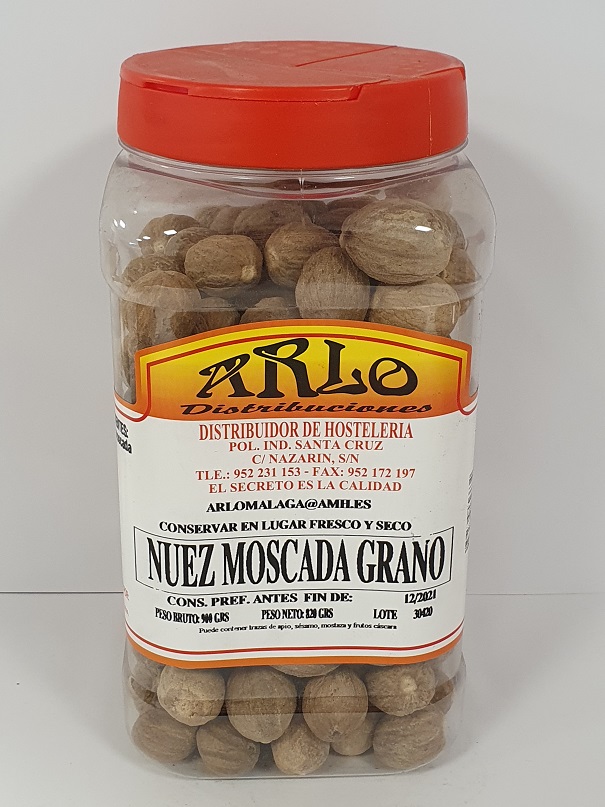 ARLO
Distribuciones
DISTRIBUIDOR DE HOSTELERIA
POL. IND. SANTA CRUZ
C/ NAZARIN, S/N
TLE.: 952 231 153 - FAX: 952 172 197
EL SECRETO ES LA CALIDAD
ARLOMALAGA@AMH.ES
CONSERVAR EN LUGAR FRESCO Y SECO
NUEZ MOSCADA GRANO
CONS. PREF. ANTES FIN DE: 12/2021
PESO BRUTO: 900 GRS PESO NETO: 820 GRS LOTE 30420
Puede contener trazas de apio, sésamo, mostaza y frutos cáscara